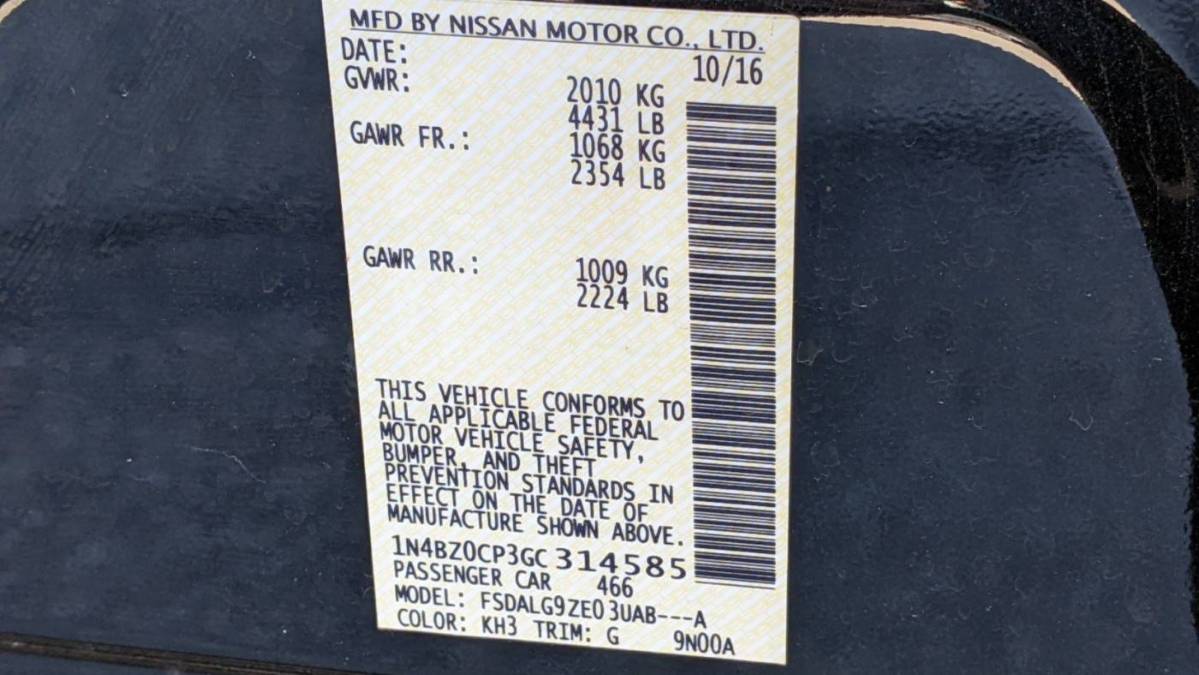 MFD BY NISSAN MOTOR CO., LTD.
DATE: 10/16
GVWR: 2010 KG
4431 LB
GAWR FR.: 1068 KG
2354 LB
GAWR RR.: 1009 KG
2224 LB
THIS VEHICLE CONFORMS TO
ALL APPLICABLE FEDERAL
MOTOR VEHICLE SAFETY,
BUMPER, AND THEFT
PREVENTION STANDARDS IN
EFFECT ON THE DATE OF
MANUFACTURE SHOWN ABOVE.
1N4BZ0CP3GC314585
PASSENGER CAR 466
MODEL: FSDALG9ZE03UAB---A
COLOR: KH3 TRIM: G 9N00A